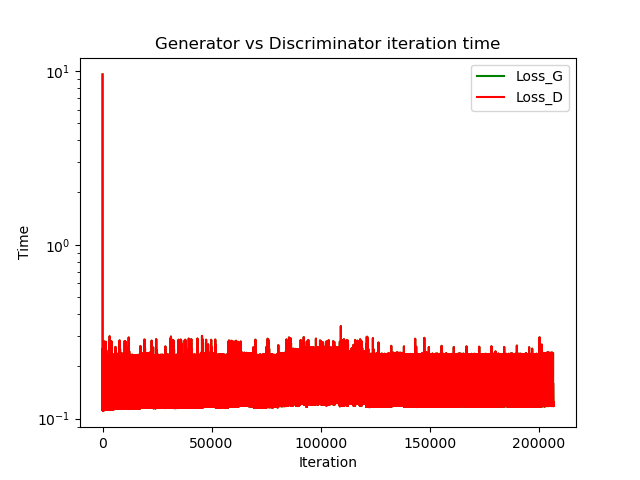 Generator vs Discriminator iteration time
Loss_G
Loss_D
Time
10¹
10⁰
10⁻¹
0 50000 100000 150000 200000
Iteration